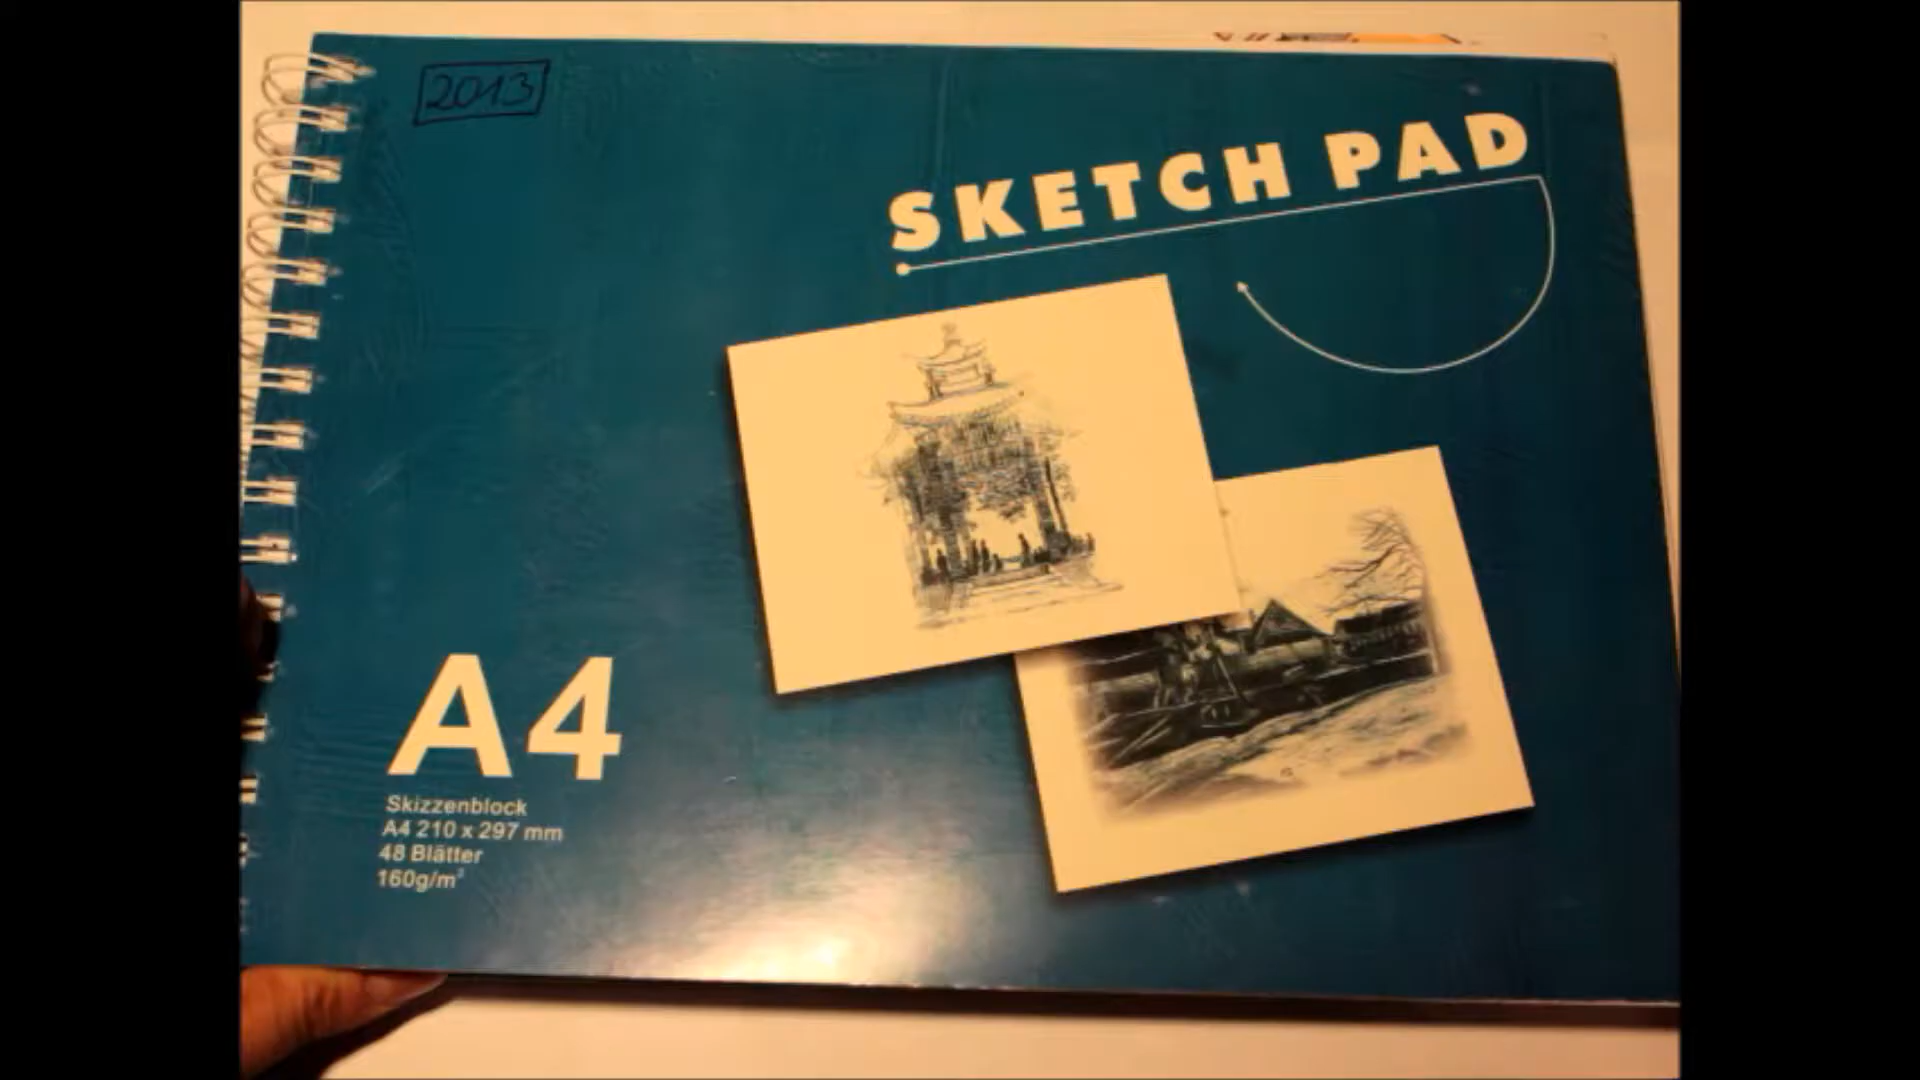 2013
SKETCH PAD
A4
Skizzenblock
A4 210 x 297 mm
48 Blätter
160g/m²